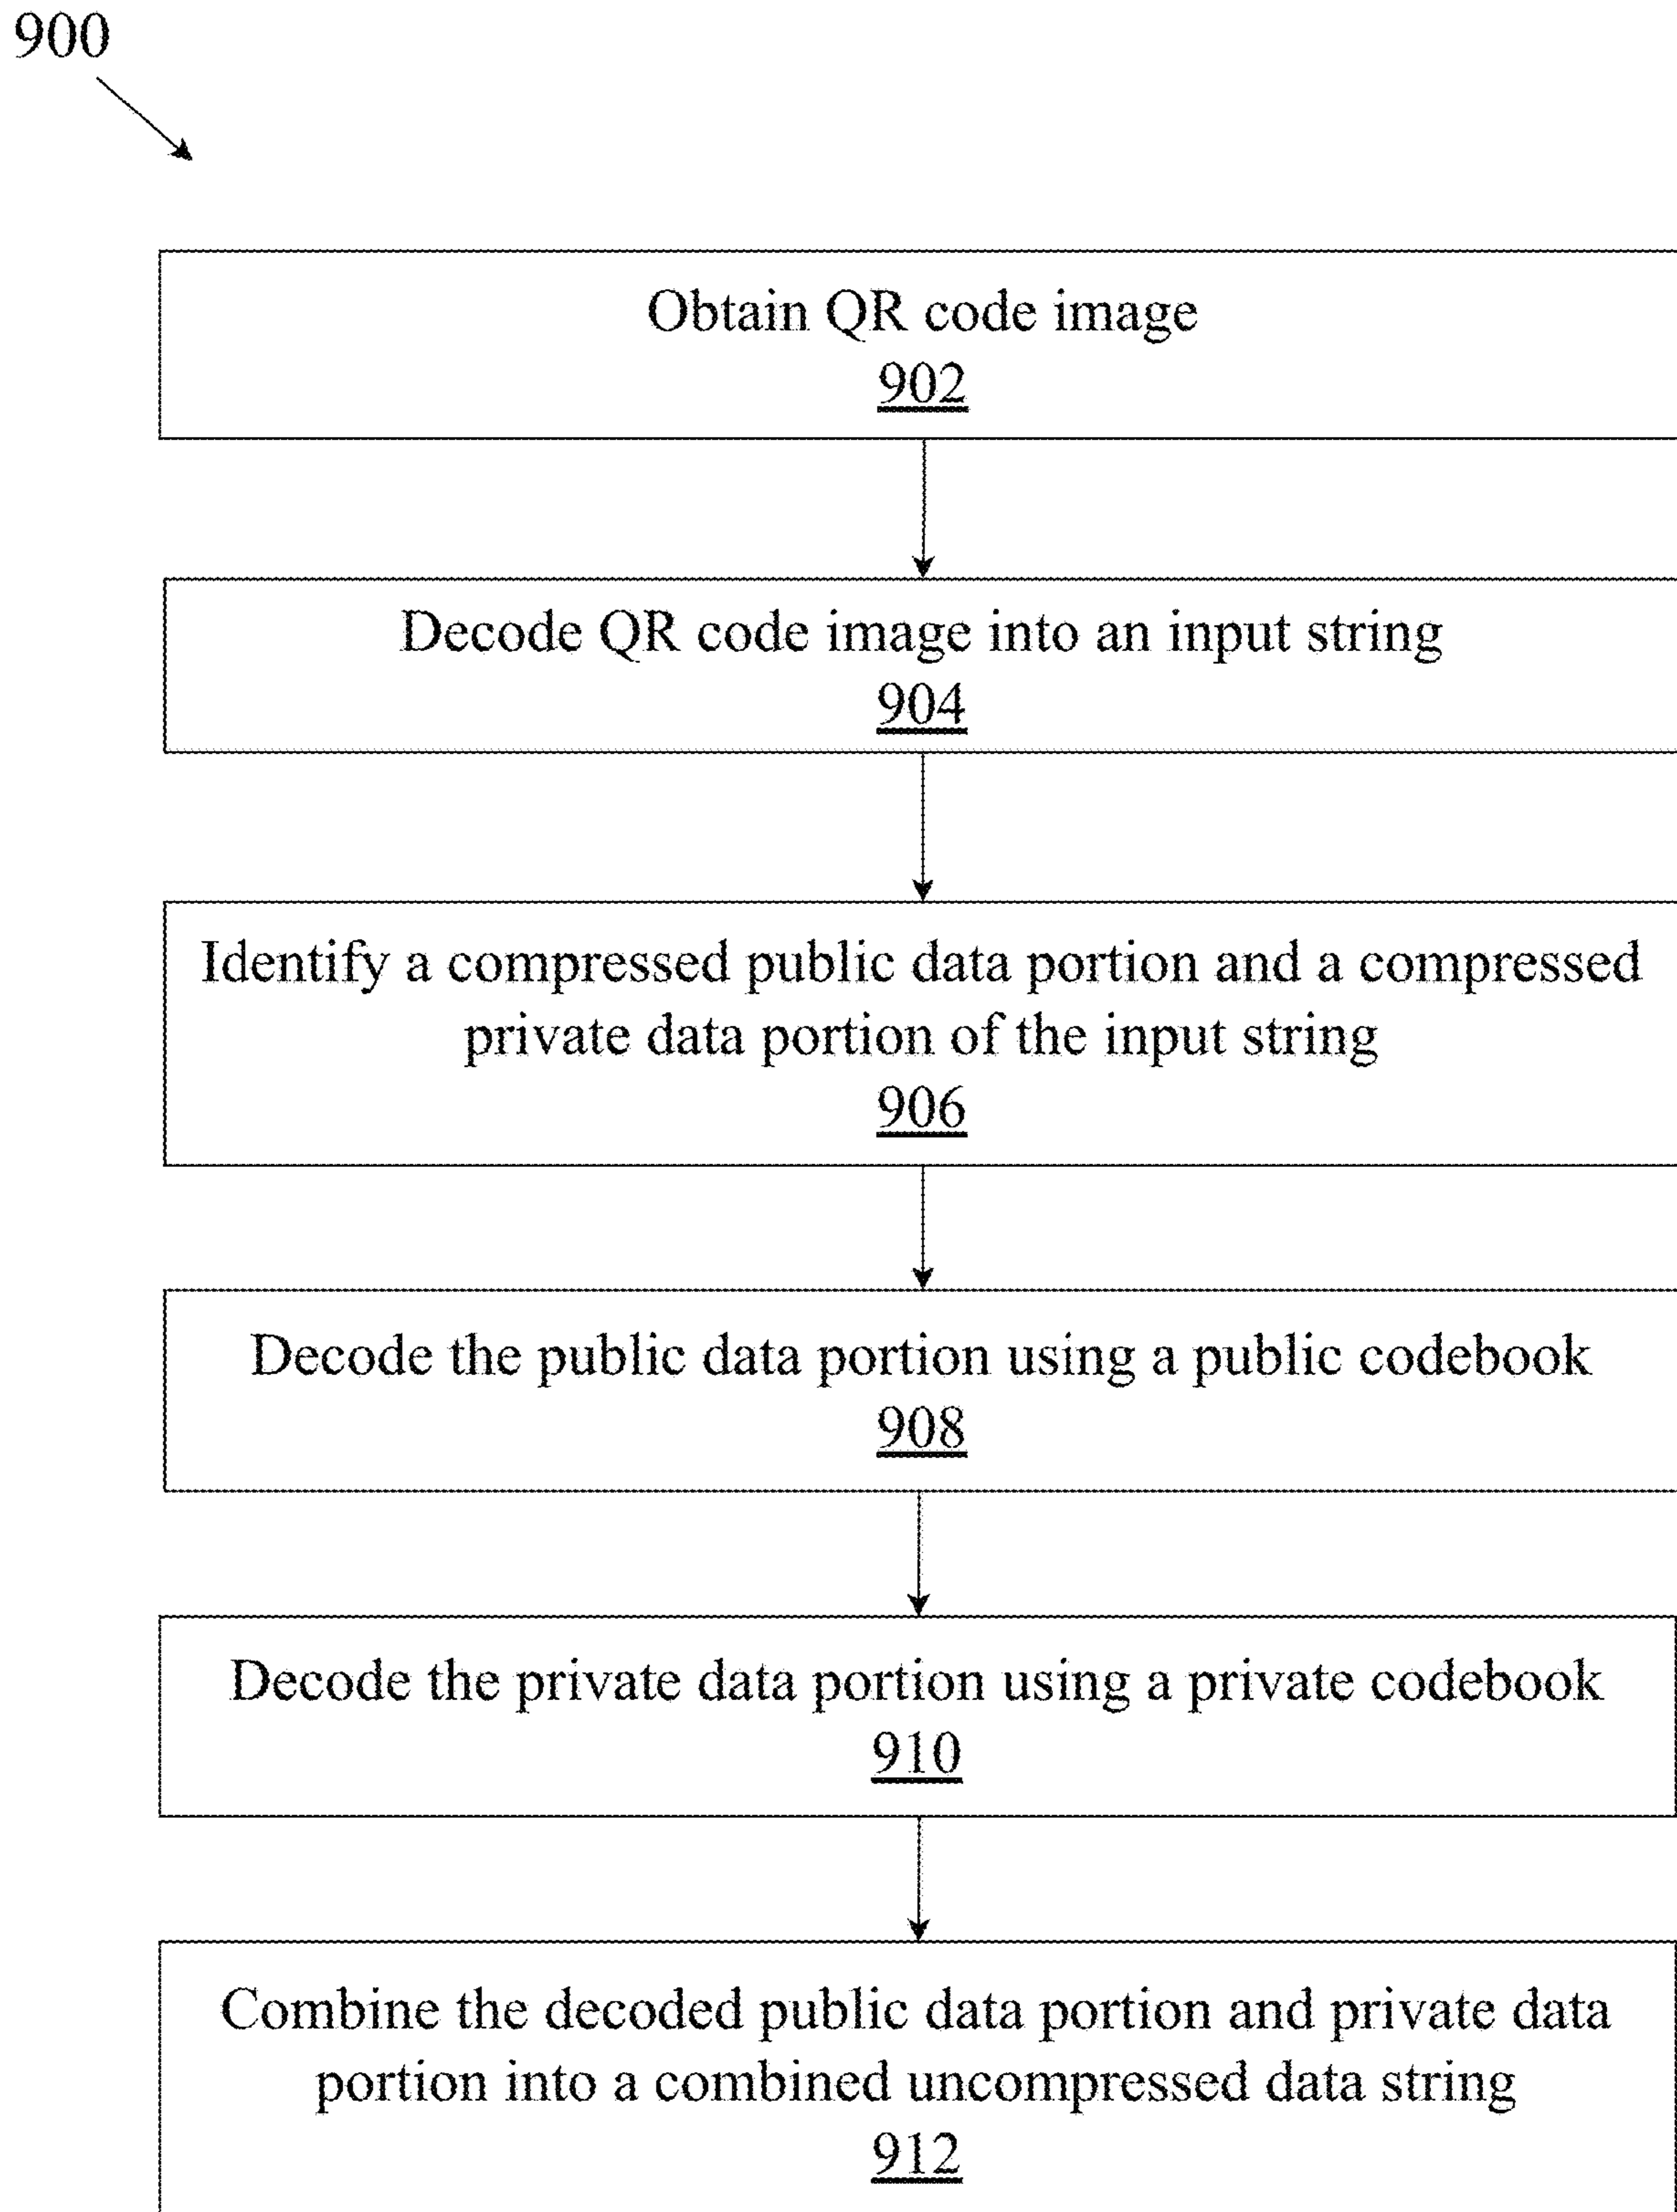 900
Obtain QR code image
902
Decode QR code image into an input string
904
Identify a compressed public data portion and a compressed
private data portion of the input string
906
Decode the public data portion using a public codebook
908
Decode the private data portion using a private codebook
910
Combine the decoded public data portion and private data
portion into a combined uncompressed data string
912